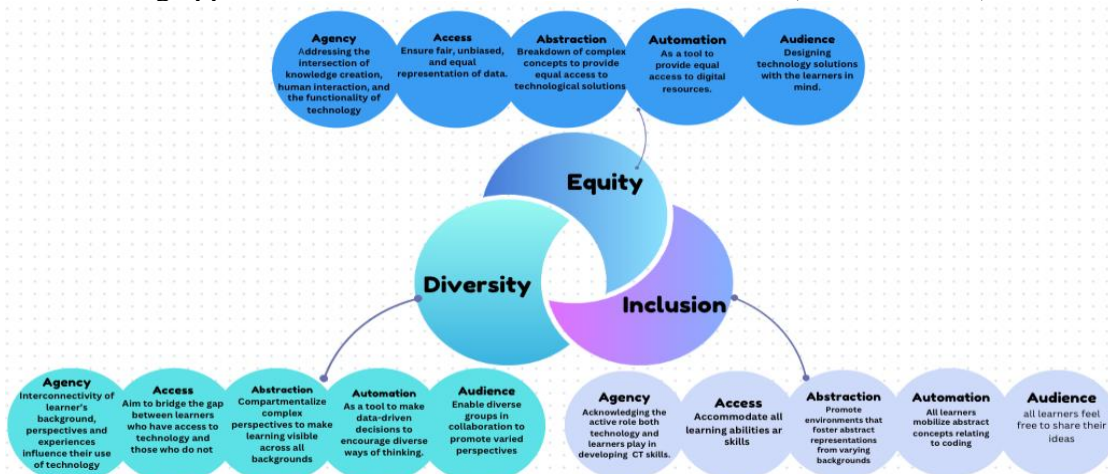 Agency
Addressing the
intersection of
knowledge creation,
human interaction, and
the functionality of
technology
Access
Ensure fair, unbiased,
and equal
representation of data.
Abstraction
Breakdown of complex
concepts to provide
equal access to
technological solutions
Automation
As a tool to
provide equal
access to digital
resources.
Audience
Designing
technology solutions
with the learners in
mind.
Equity
Diversity
Inclusion
Agency
Interconnectivity of
learner's
background,
perspectives and
experiences
influence their use
of technology
Access
Aim to bridge the gap
between learners
who have access to
technology and
those who do not
Abstraction
Compartmentalize
complex
perspectives to make
learning visible
across all
backgrounds
Automation
As a tool to make
data-driven
decisions to
encourage diverse
ways of thinking.
Audience
Enable diverse
groups in
collaboration to
promote varied
perspectives
Agency
Acknowledging the
active role both
technology and
learners play in
developing CT skills.
Access
Accommodate all
learning abilities ar
skills
Abstraction
Promote
environments that
foster abstract
representations
from varying
backgrounds
Automation
All learners
mobilize abstract
concepts relating to
coding
Audience
all learners feel
free to share their
ideas